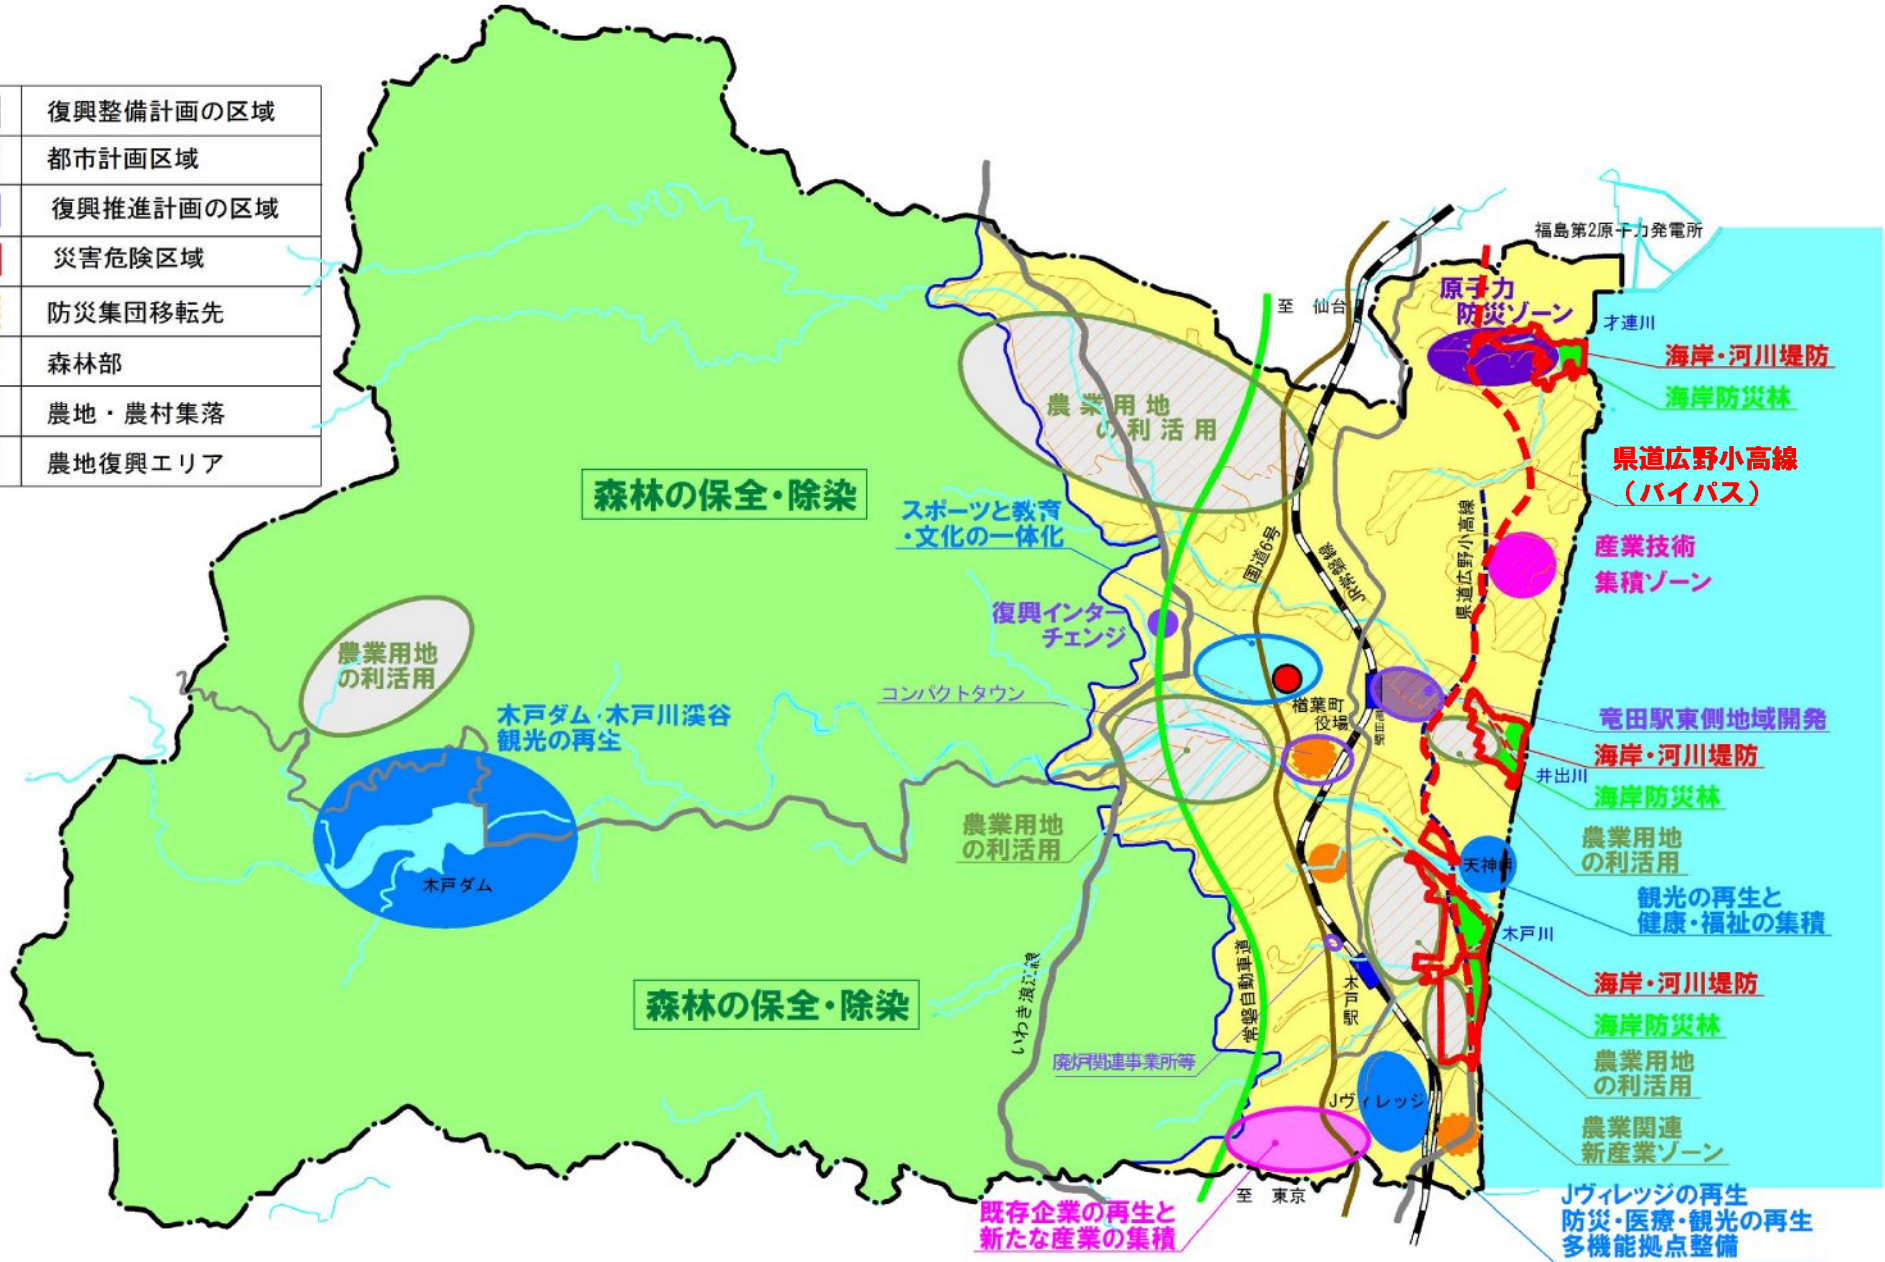 復興整備計画の区域
都市計画区域
復興推進計画の区域
災害危険区域
防災集団移転先
森林部
農地・農村集落
農地復興エリア
福島第2原子力発電所
原子力
防災ゾーン
至 仙台
才連川
海岸・河川堤防
海岸防災林
農業用地
の利活用
県道広野小高線
（バイパス）
森林の保全・除染
スポーツと教育
・文化の一体化
国道6号
JR常磐線
県道広野小高線
産業技術
集積ゾーン
復興インター
チェンジ
農業用地
の利活用
コンパクトタウン
楢葉町
役場
竜田駅東側地域開発
木戸ダム・木戸川渓谷
観光の再生
海岸・河川堤防
井出川
海岸防災林
農業用地
の利活用
農業用地
の利活用
天神岬
木戸ダム
観光の再生と
健康・福祉の集積
木戸川
いわき浪江線
常磐自動車道
木戸駅
森林の保全・除染
海岸・河川堤防
海岸防災林
廃炉関連事業所等
農業用地
の利活用
Jヴィレッジ
農業関連
新産業ゾーン
至 東京
既存企業の再生と
新たな産業の集積
Jヴィレッジの再生
防災・医療・観光の再生
多機能拠点整備